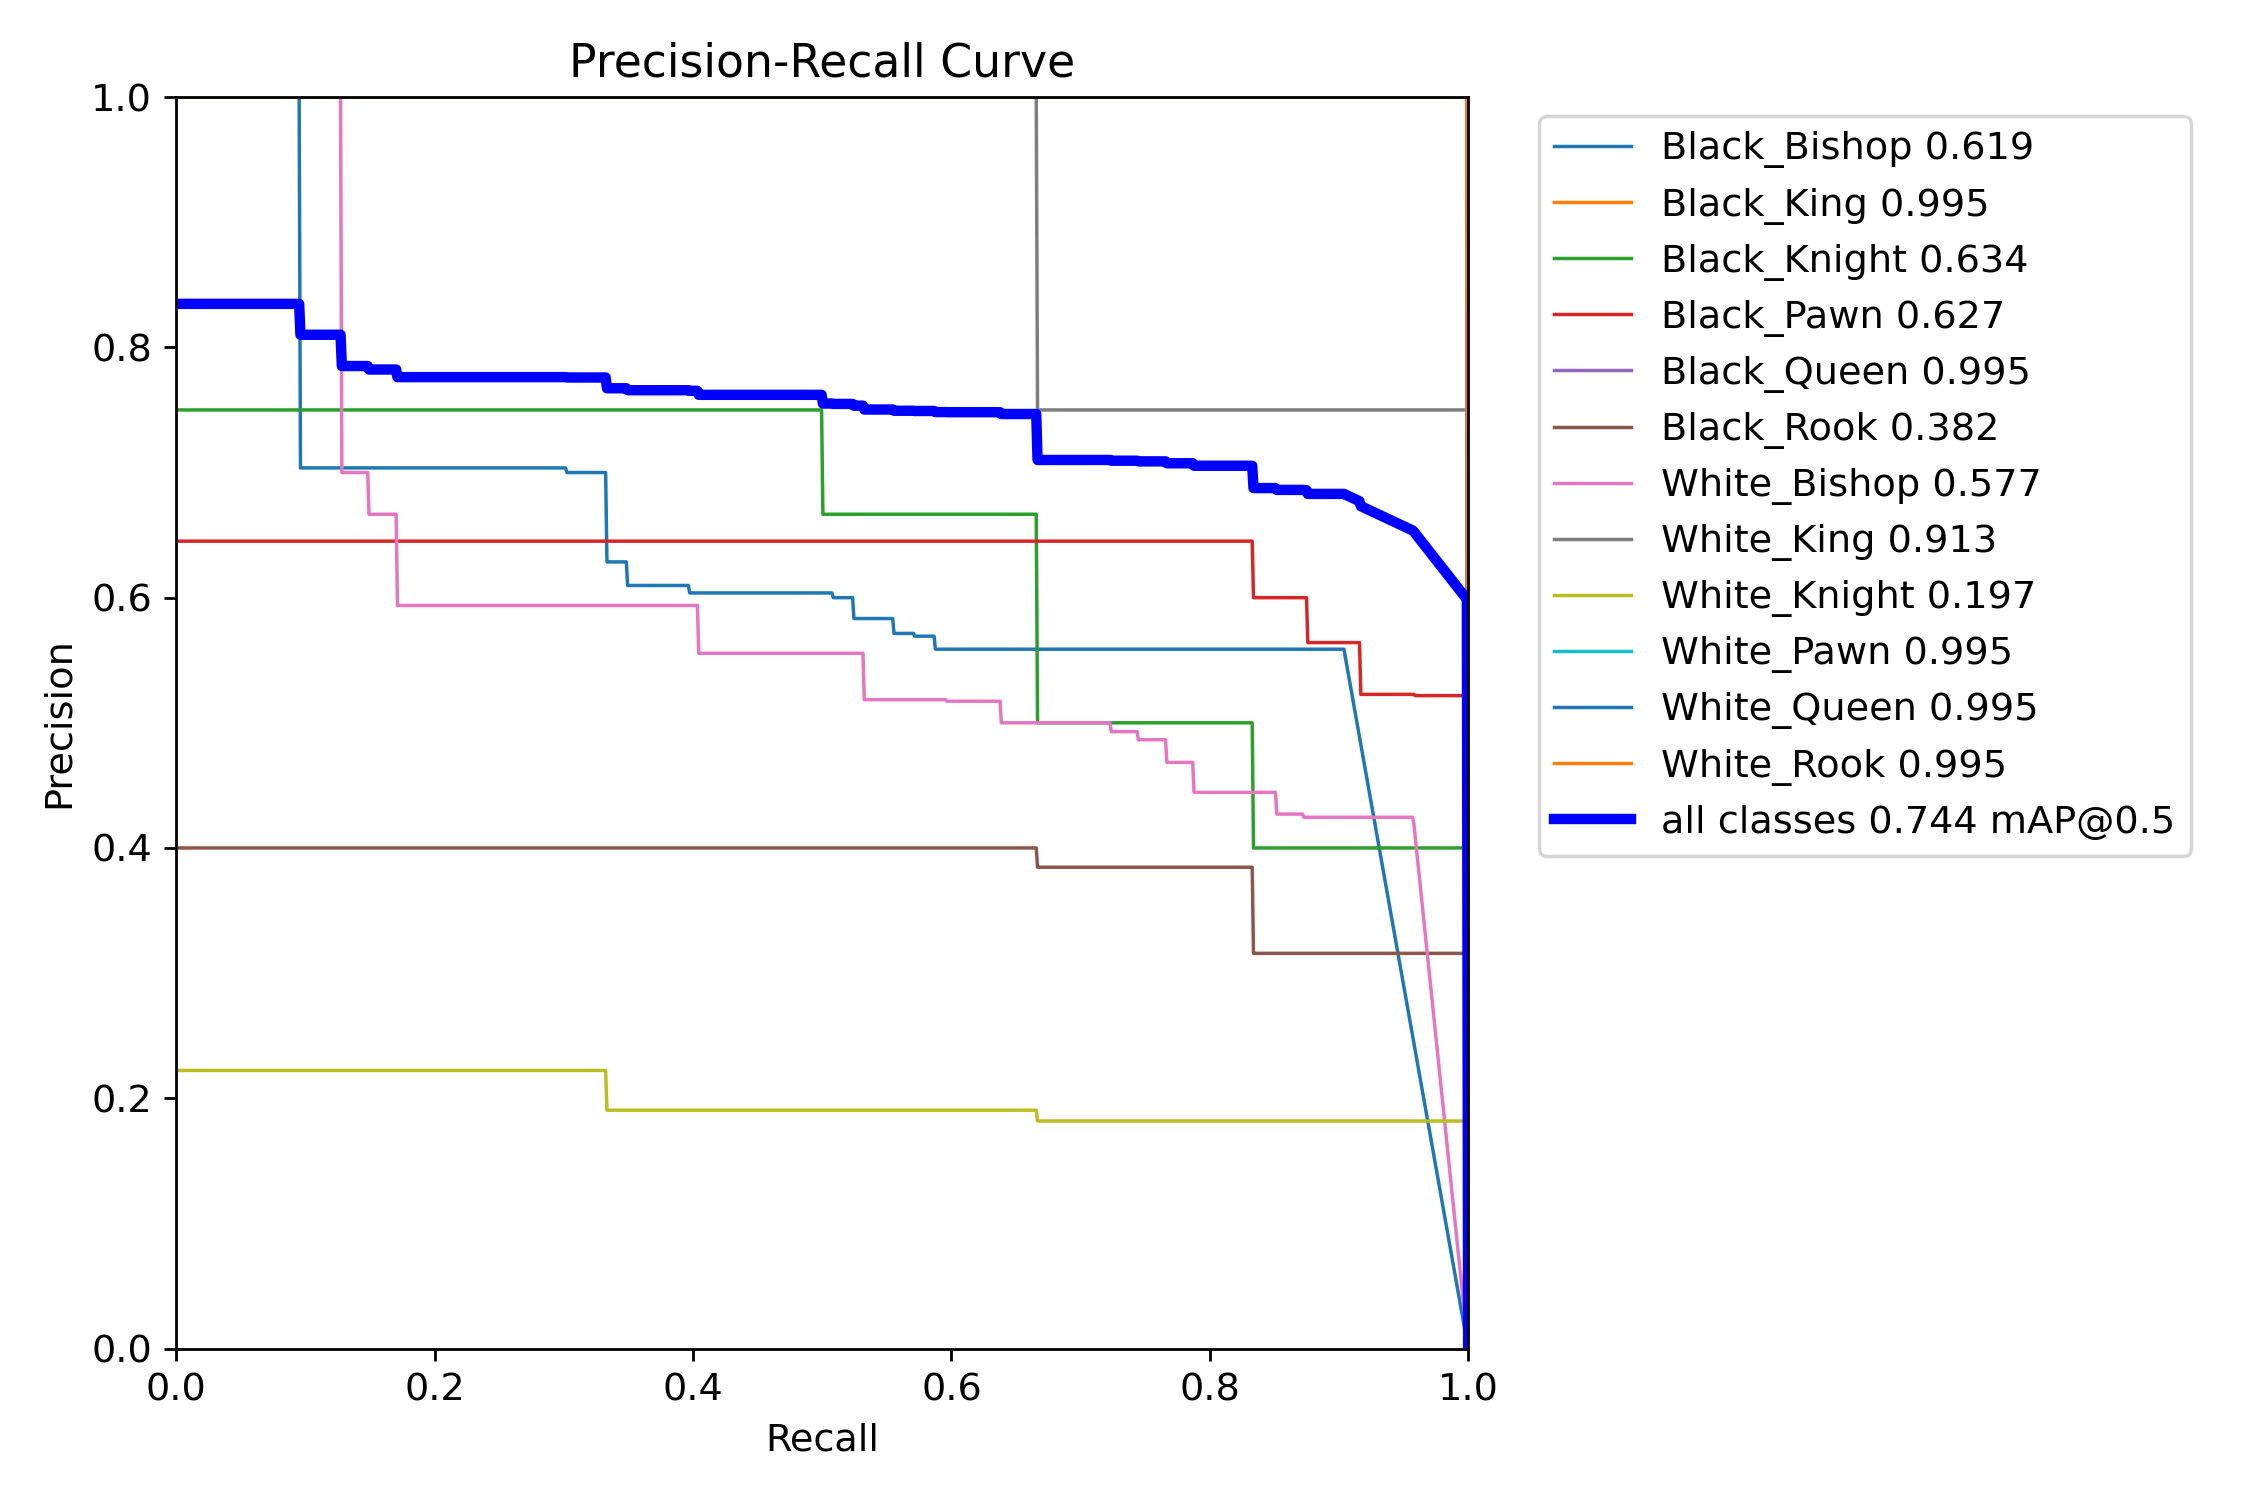 Precision-Recall Curve
1.0
0.8
0.6
0.4
0.2
0.0
Precision
0.0 0.2 0.4 0.6 0.8 1.0
Recall
Black_Bishop 0.619
Black_King 0.995
Black_Knight 0.634
Black_Pawn 0.627
Black_Queen 0.995
Black_Rook 0.382
White_Bishop 0.577
White_King 0.913
White_Knight 0.197
White_Pawn 0.995
White_Queen 0.995
White_Rook 0.995
all classes 0.744 mAP@0.5